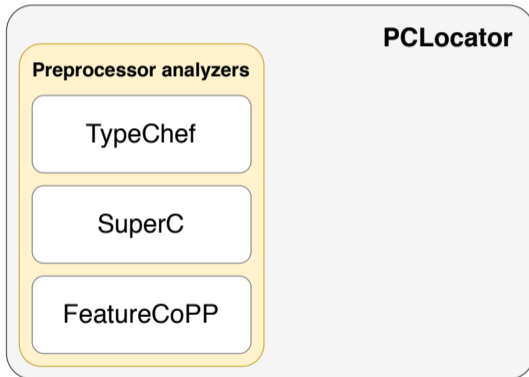 PCLocator
Preprocessor analyzers
TypeChef
SuperC
FeatureCoPP